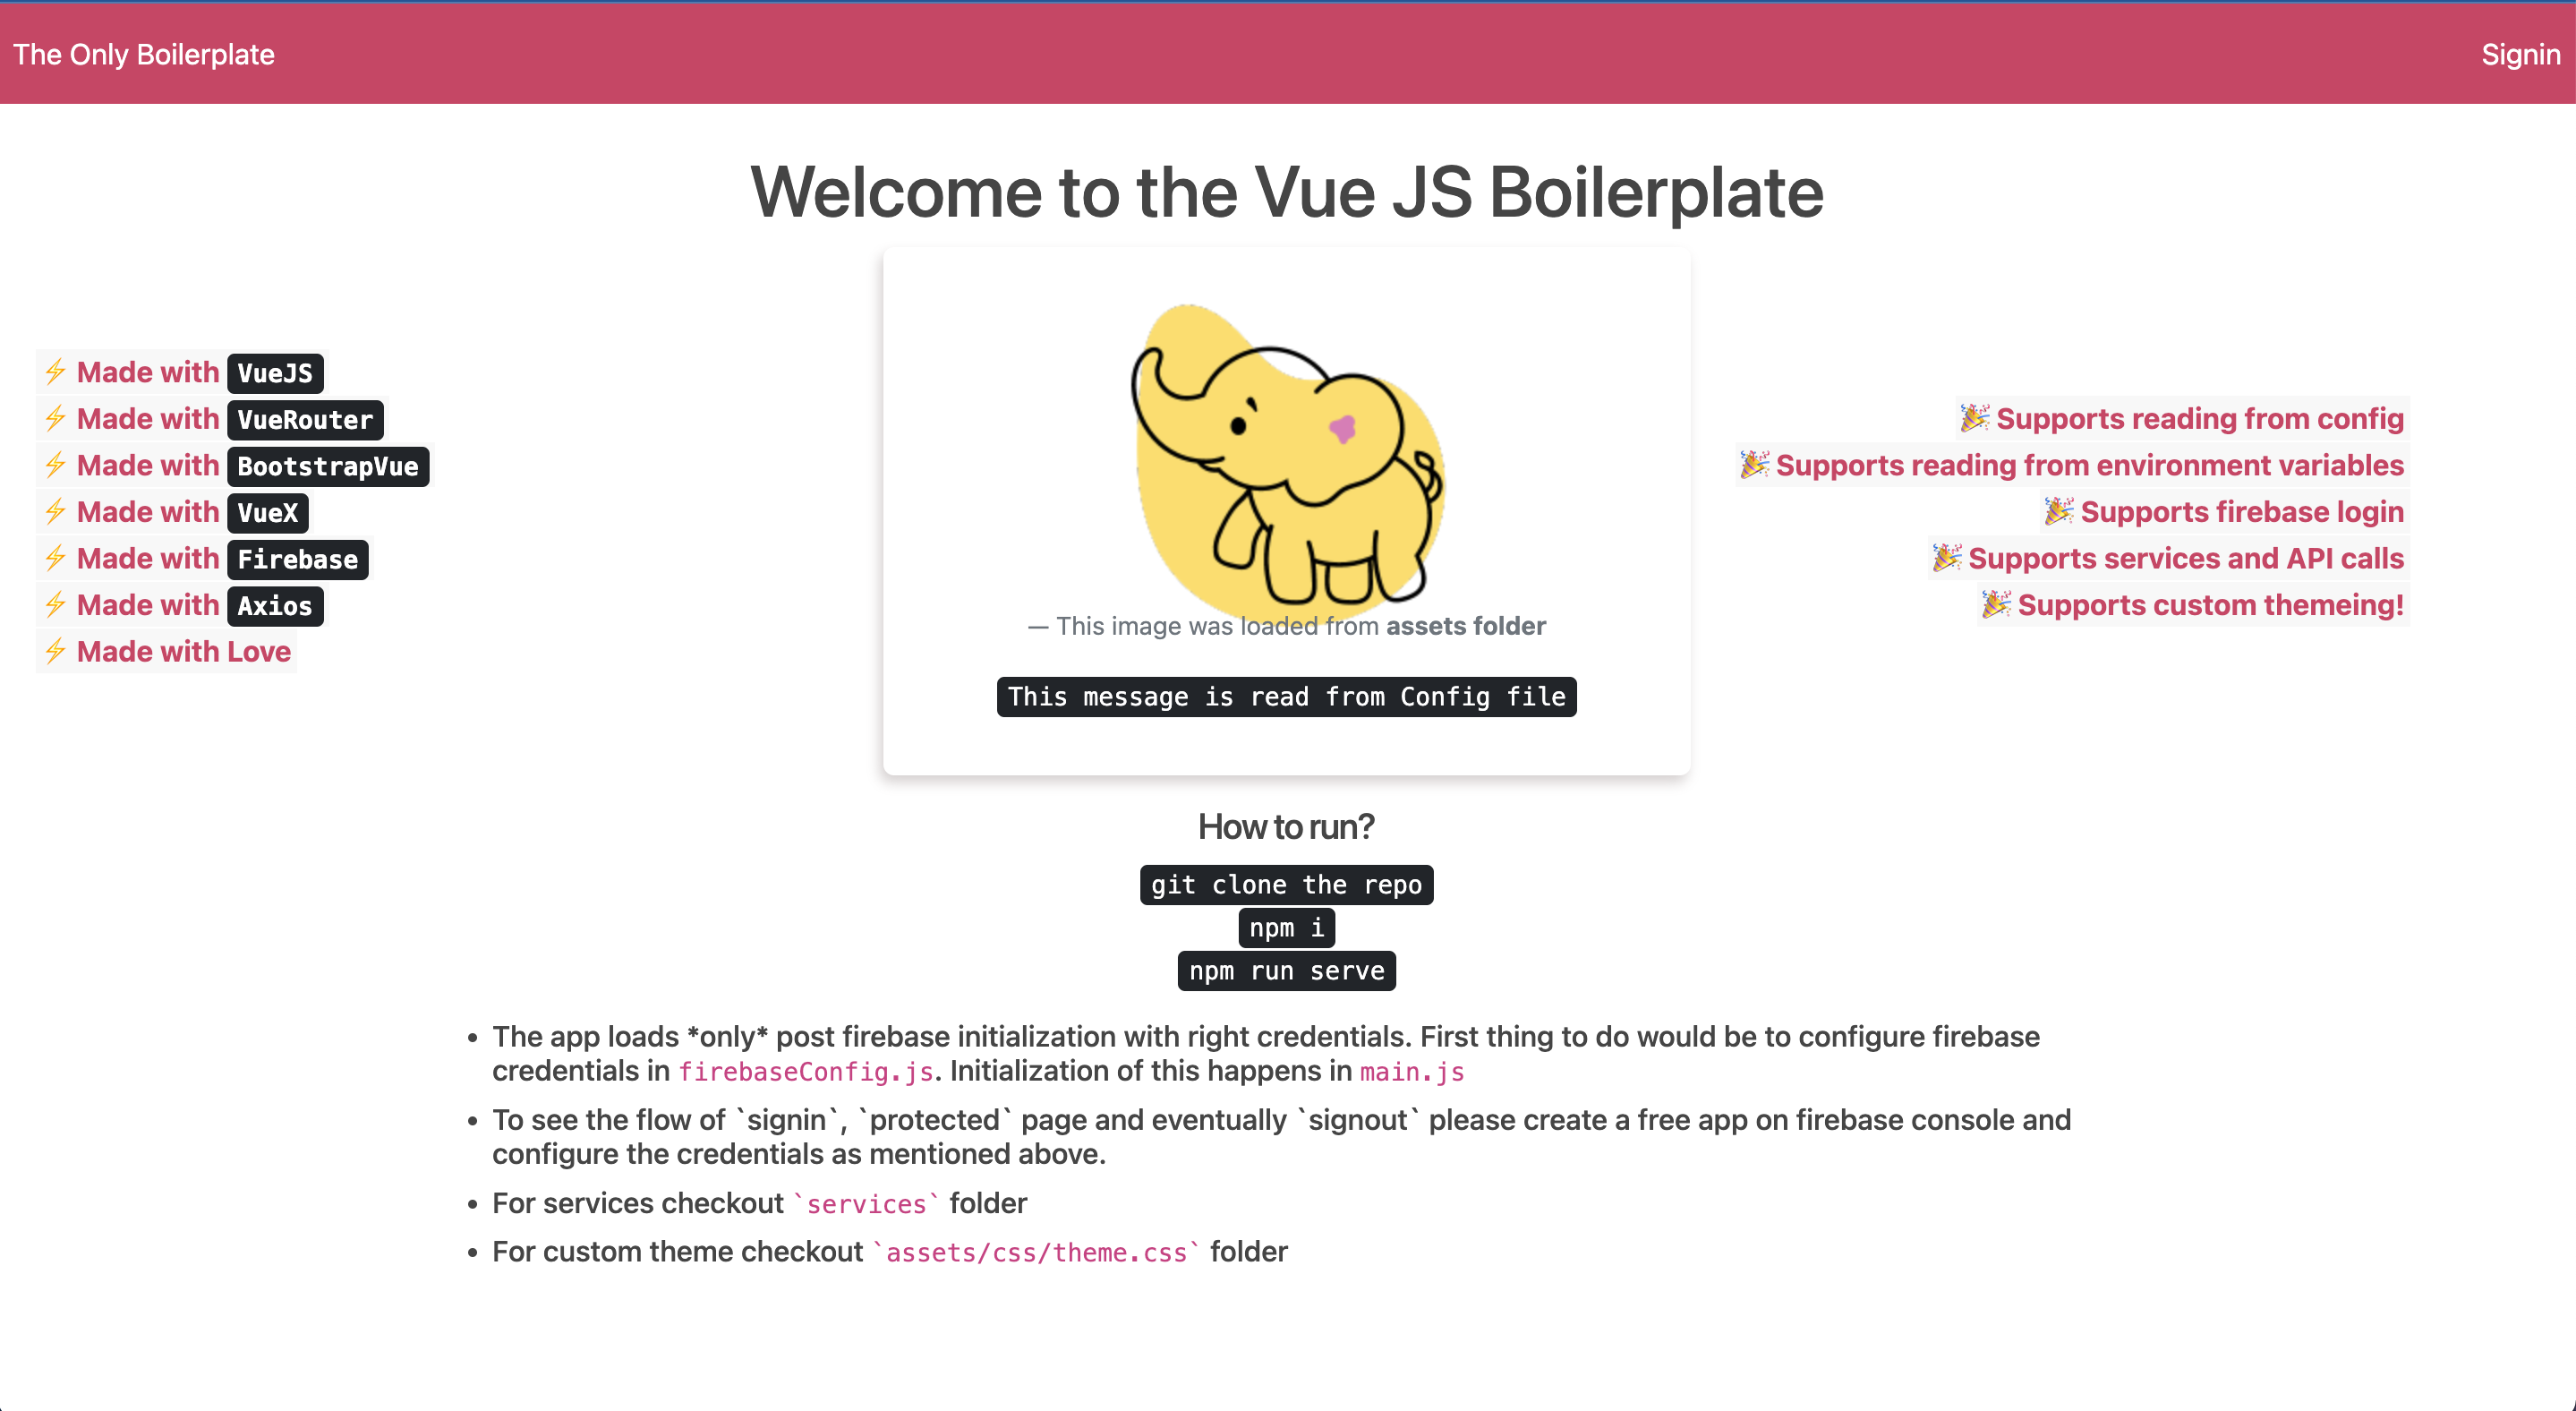 The Only Boilerplate
Signin
Welcome to the Vue JS Boilerplate
⚡ Made with VueJS
⚡ Made with VueRouter
⚡ Made with BootstrapVue
⚡ Made with VueX
⚡ Made with Firebase
⚡ Made with Axios
⚡ Made with Love
— This image was loaded from assets folder
This message is read from Config file
🎉 Supports reading from config
🎉 Supports reading from environment variables
🎉 Supports firebase login
🎉 Supports services and API calls
🎉 Supports custom themeing!
How to run?
git clone the repo
npm i
npm run serve
• The app loads *only* post firebase initialization with right credentials. First thing to do would be to configure firebase
credentials in firebaseConfig.js. Initialization of this happens in main.js
• To see the flow of `signin`, `protected` page and eventually `signout` please create a free app on firebase console and
configure the credentials as mentioned above.
• For services checkout `services` folder
• For custom theme checkout `assets/css/theme.css` folder